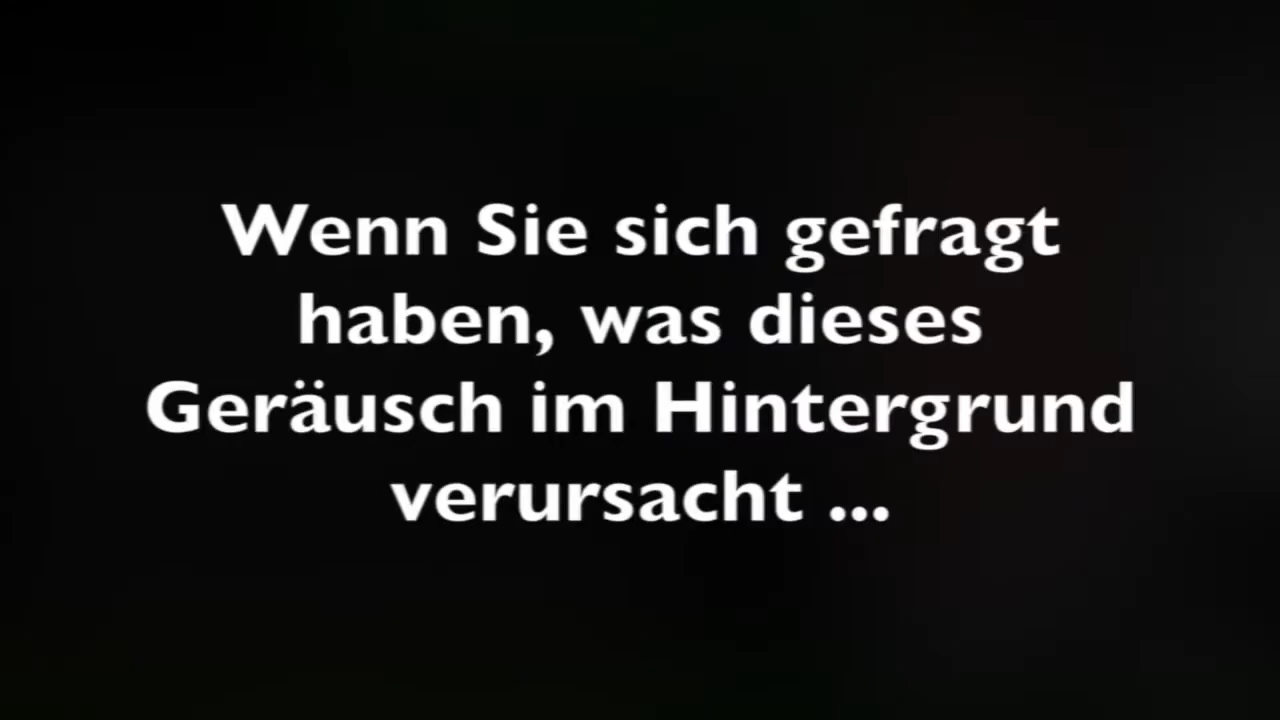 Wenn Sie sich gefragt
haben, was dieses
Geräusch im Hintergrund
verursacht ...